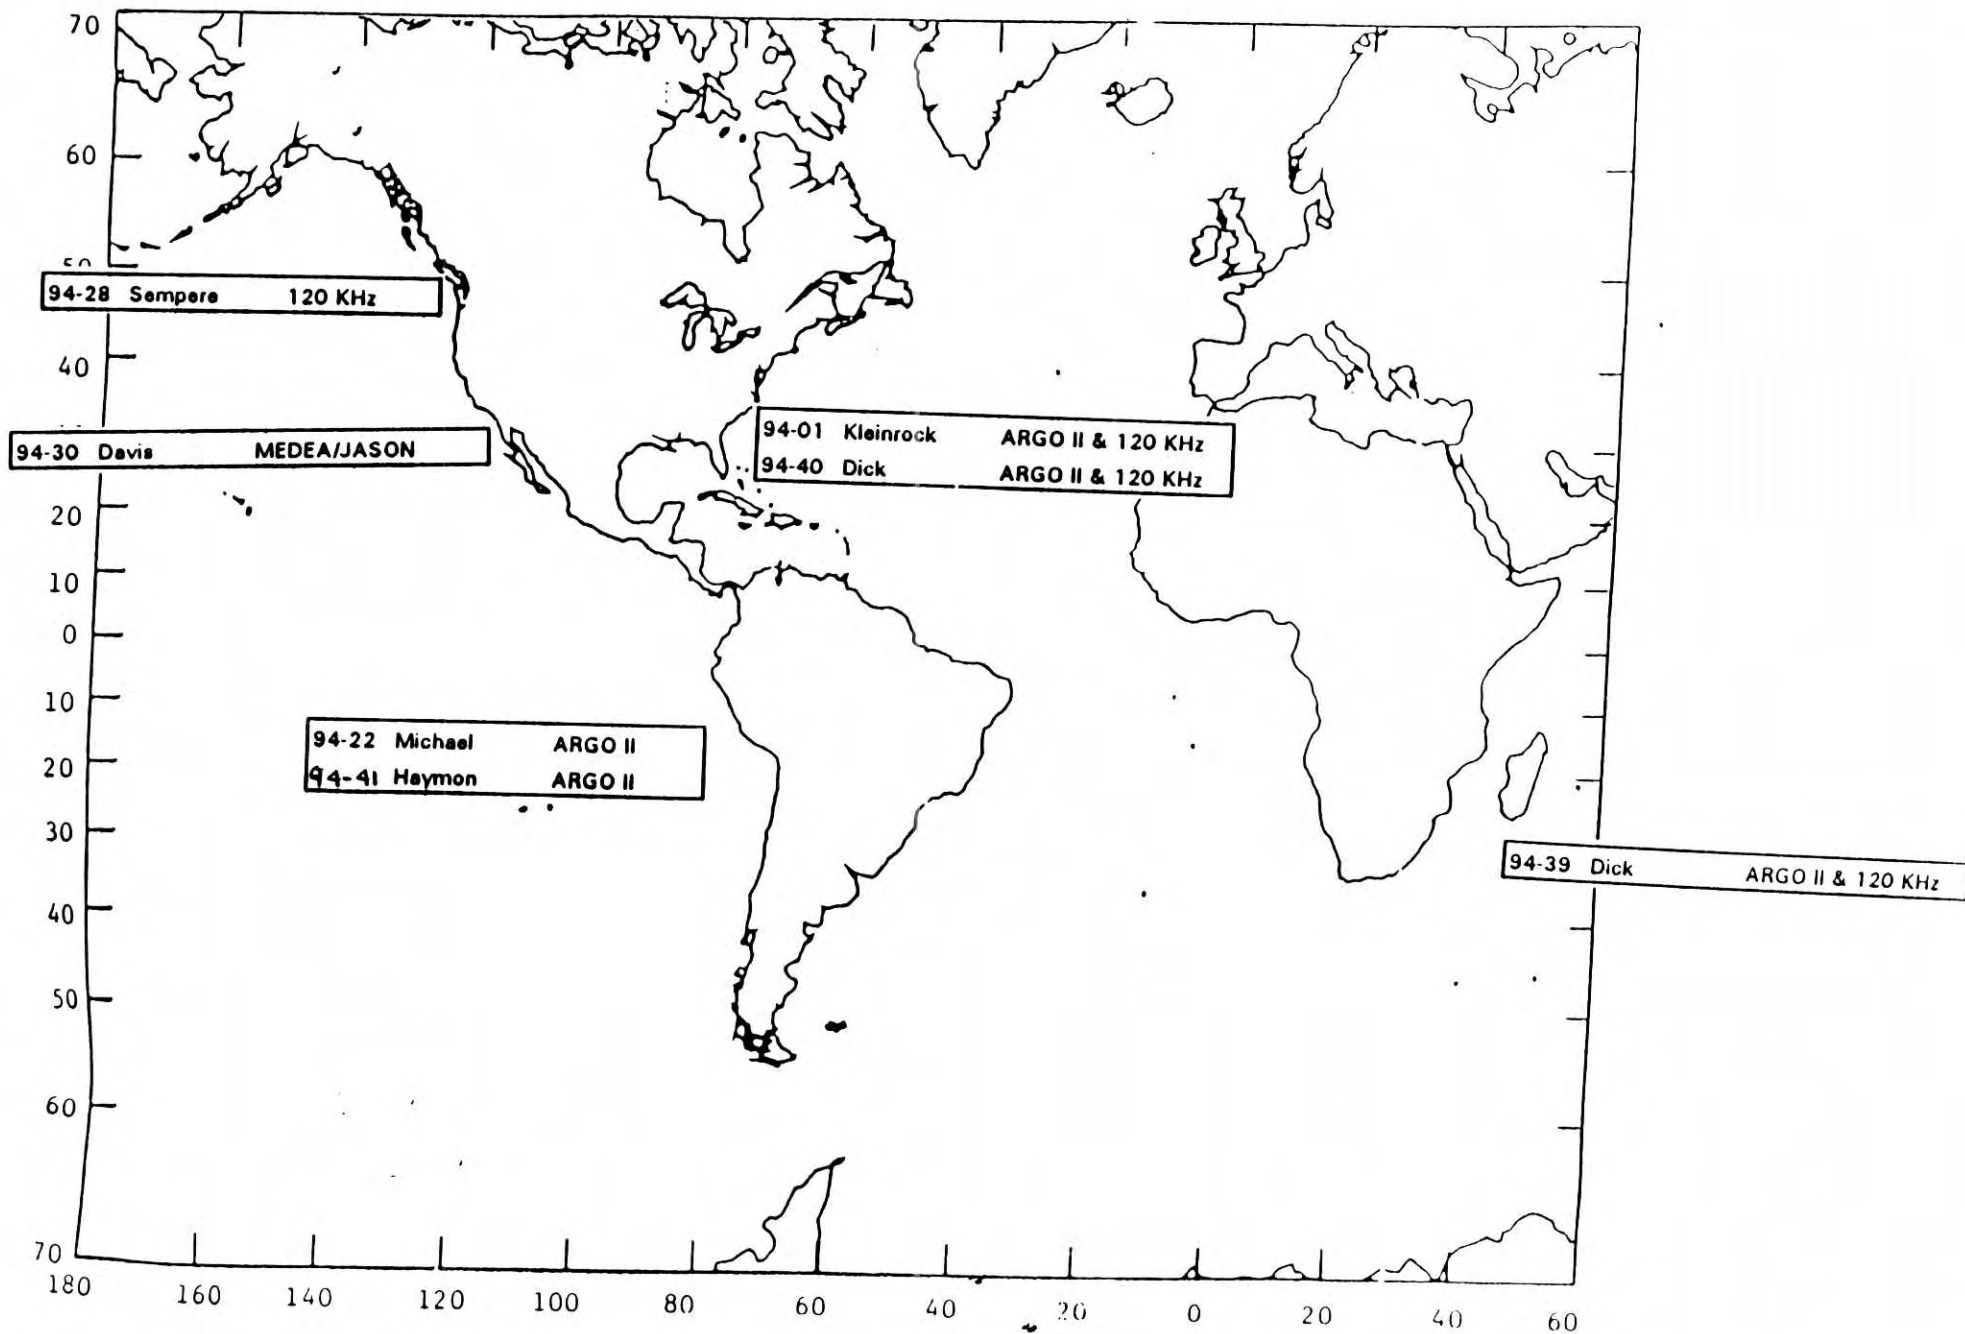 70
60
50
94-28 Sempere 120 KHz
40
94-30 Davis MEDEA/JASON
94-01 Kleinrock ARGO II & 120 KHz
94-40 Dick ARGO II & 120 KHz
20
10
0
10
94-22 Michael ARGO II
20
94-41 Haymon ARGO II
30
94-39 Dick ARGO II & 120 KHz
40
50
60
70
180 160 140 120 100 80 60 40 20 0 20 40 60